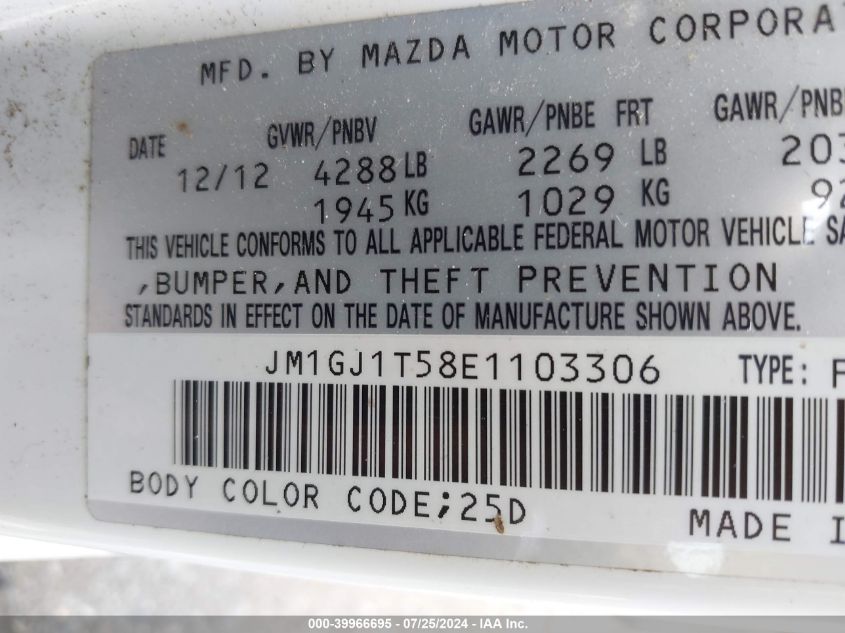 MFD. BY MAZDA MOTOR CORPORA
DATE GVWR/PNBV GAWR/PNBE FRT GAWR/PNB
12/12 4288 LB 2269 LB 203
1945 KG 1029 KG 92
THIS VEHICLE CONFORMS TO ALL APPLICABLE FEDERAL MOTOR VEHICLE SA
,BUMPER,AND THEFT PREVENTION
STANDARDS IN EFFECT ON THE DATE OF MANUFACTURE SHOWN ABOVE.
JM1GJ1T58E1103306 TYPE:
BODY COLOR CODE;25D
MADE I
000-39966695 - 07/25/2024 - IAA Inc.